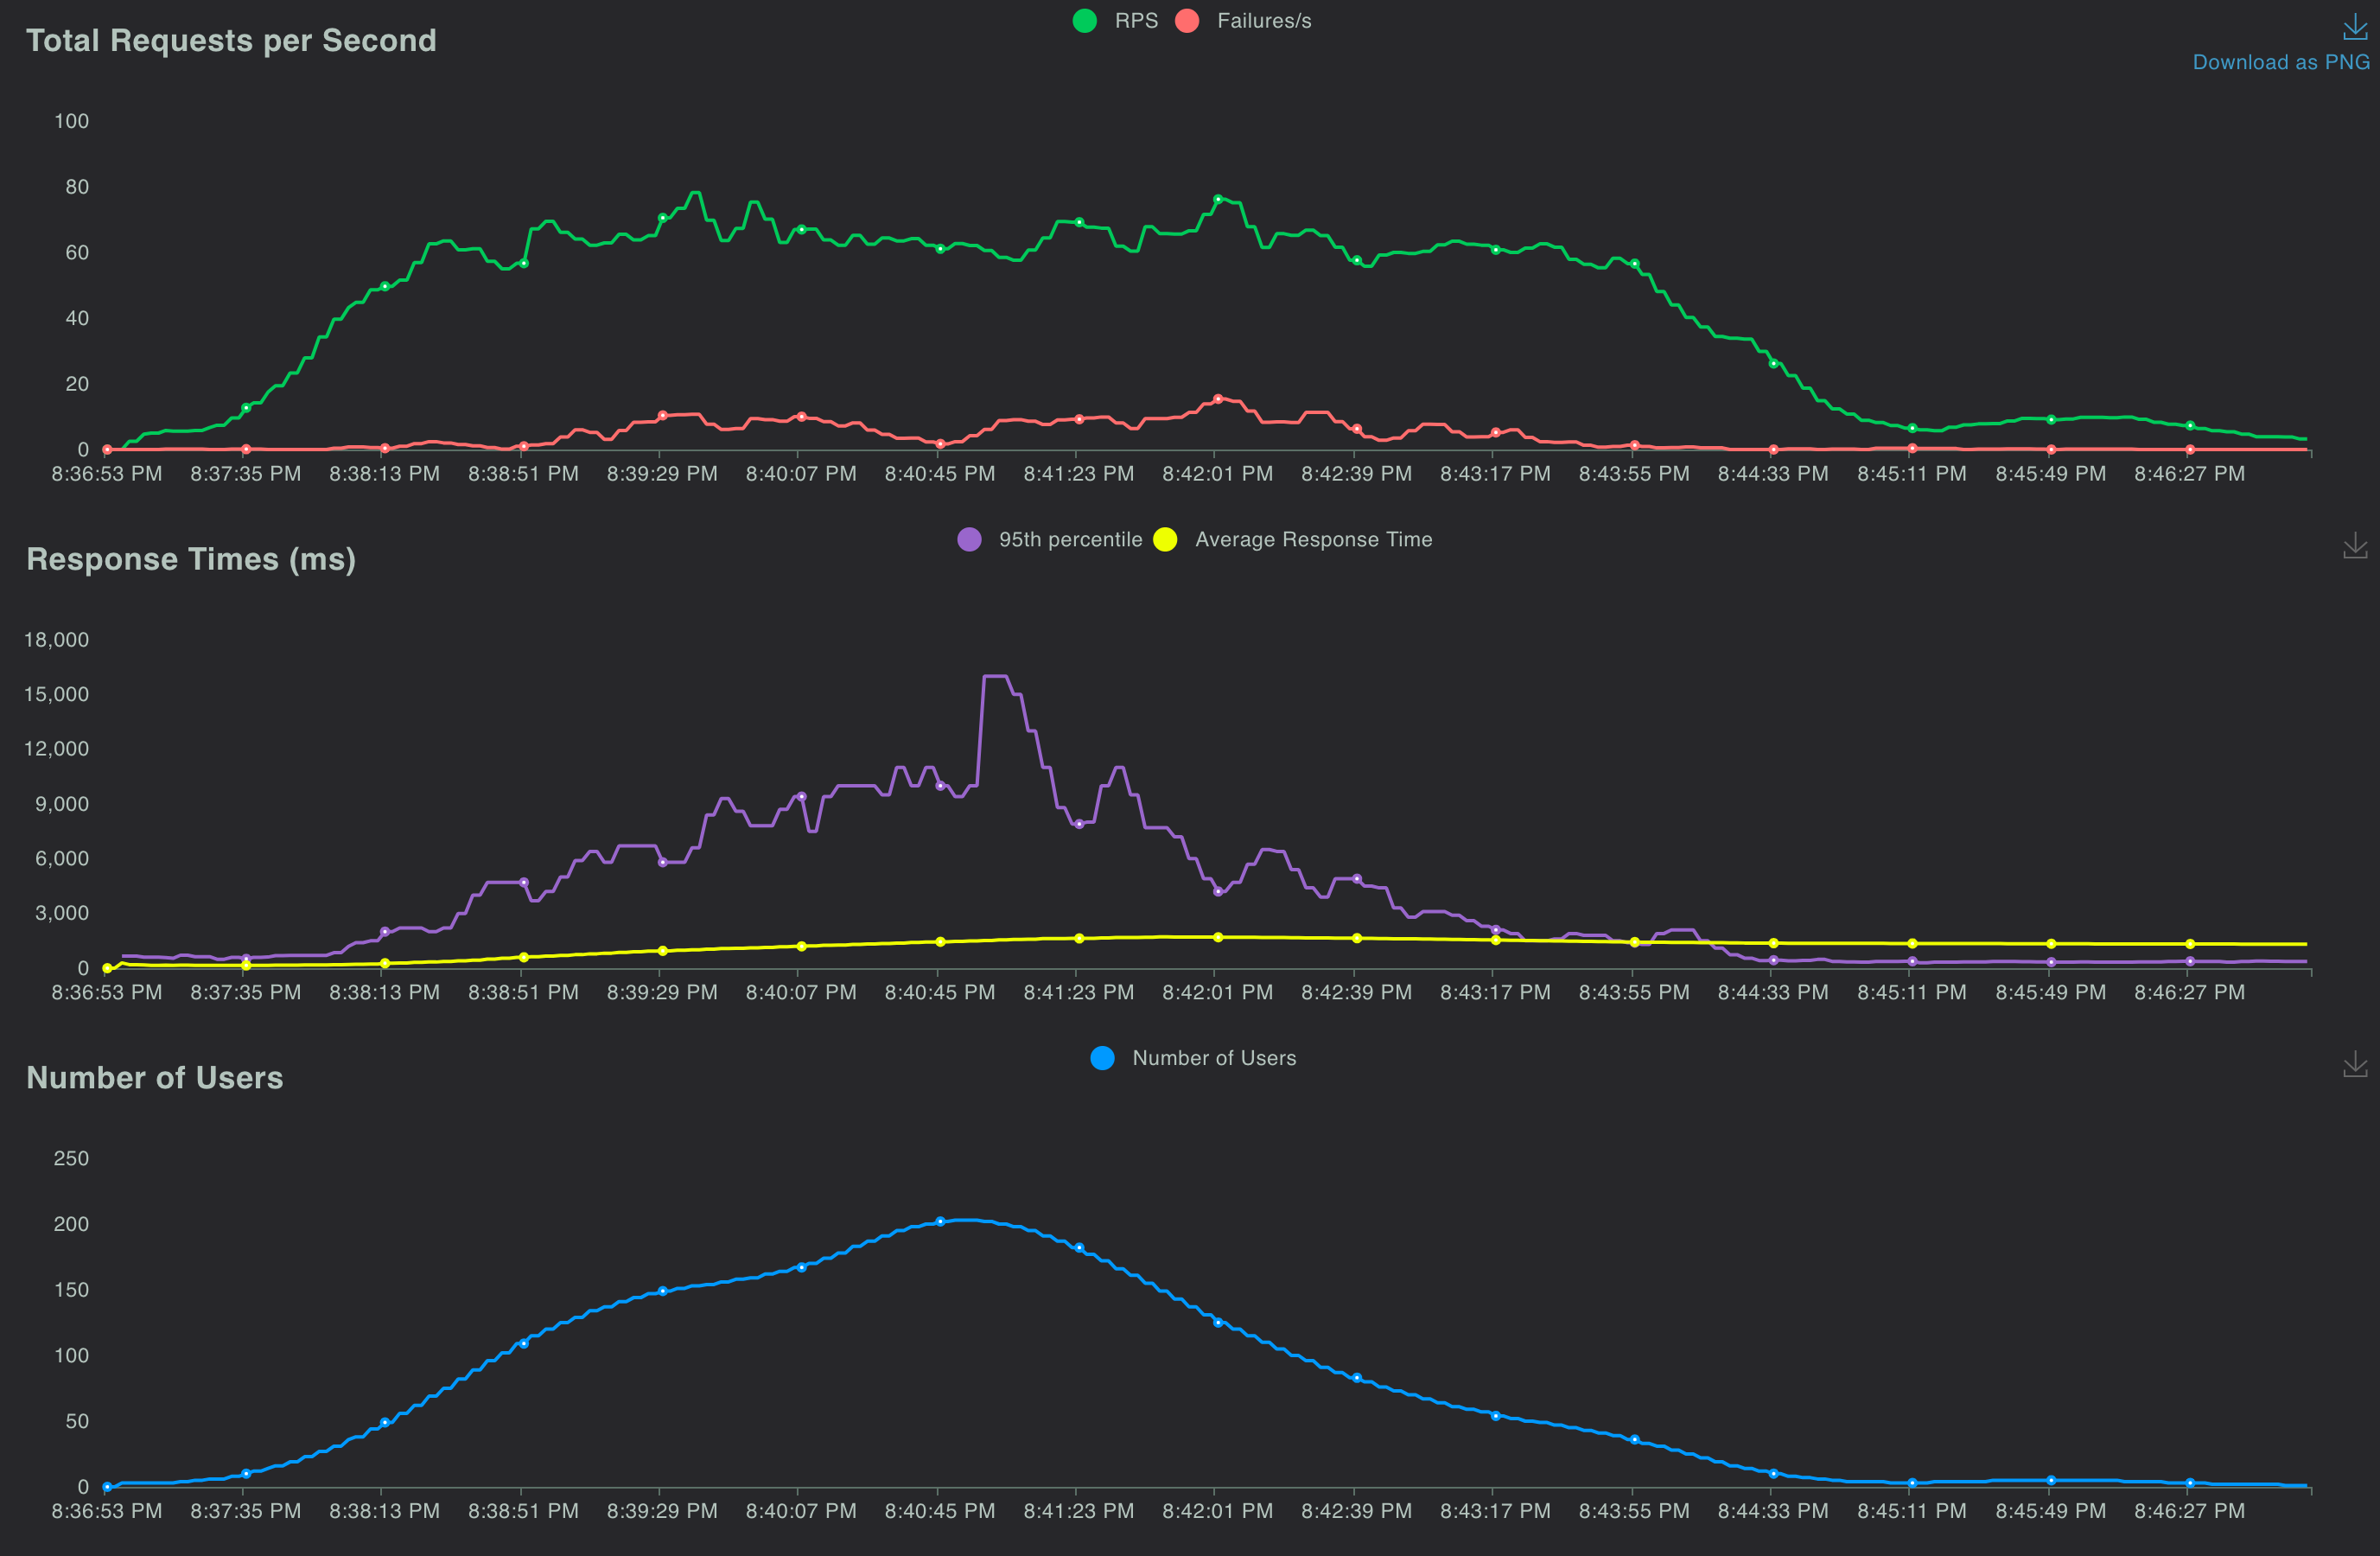 RPS Failures/s
Total Requests per Second
Download as PNG
100
80
60
40
20
0
8:36:53 PM 8:37:35 PM 8:38:13 PM 8:38:51 PM 8:39:29 PM 8:40:07 PM 8:40:45 PM 8:41:23 PM 8:42:01 PM 8:42:39 PM 8:43:17 PM 8:43:55 PM 8:44:33 PM 8:45:11 PM 8:45:49 PM 8:46:27 PM
95th percentile Average Response Time
Response Times (ms)
18,000
15,000
12,000
9,000
6,000
3,000
0
8:36:53 PM 8:37:35 PM 8:38:13 PM 8:38:51 PM 8:39:29 PM 8:40:07 PM 8:40:45 PM 8:41:23 PM 8:42:01 PM 8:42:39 PM 8:43:17 PM 8:43:55 PM 8:44:33 PM 8:45:11 PM 8:45:49 PM 8:46:27 PM
Number of Users
Number of Users
250
200
150
100
50
0
8:36:53 PM 8:37:35 PM 8:38:13 PM 8:38:51 PM 8:39:29 PM 8:40:07 PM 8:40:45 PM 8:41:23 PM 8:42:01 PM 8:42:39 PM 8:43:17 PM 8:43:55 PM 8:44:33 PM 8:45:11 PM 8:45:49 PM 8:46:27 PM